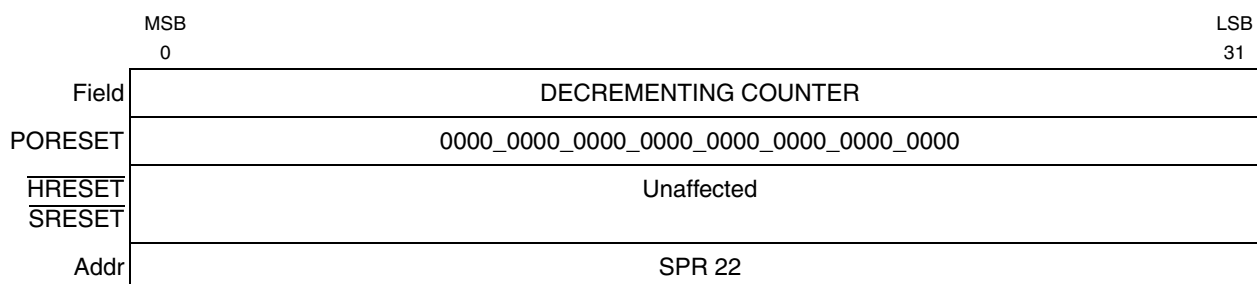 MSB LSB
0 31
Field DECREMENTING COUNTER
PORESET 0000_0000_0000_0000_0000_0000_0000_0000
HRESET Unaffected
SRESET
Addr SPR 22